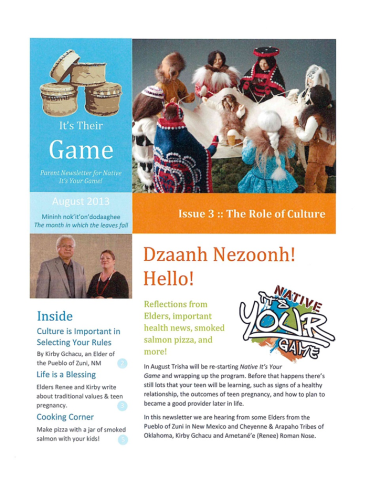 It's Their
Game
Parent Newsletter for Native
It's Your Game!
August 2013
Mininh nok'it'on'dodaaghee
The month in which the leaves fall
Issue 3 :: The Role of Culture
Dzaanh Nezoonh!
Hello!
Reflections from
Elders, important
health news, smoked
salmon pizza, and
more!
NATIVE
IT'S
YOUR
GAME
In August Trisha will be re-starting Native It's Your
Game and wrapping up the program. Before that happens there's
still lots that your teen will be learning, such as signs of a healthy
relationship, the outcomes of teen pregnancy, and how to plan to
become a good provider later in life.
In this newsletter we are hearing from some Elders from the
Pueblo of Zuni in New Mexico and Cheyenne & Arapaho Tribes of
Oklahoma, Kirby Gchacu and Ametané'e (Renee) Roman Nose.
Inside
Culture is Important in
Selecting Your Rules
By Kirby Gchacu, an Elder of
the Pueblo of Zuni, NM
Life is a Blessing
Elders Renee and Kirby write
about traditional values & teen
pregnancy.
Cooking Corner
Make pizza with a jar of smoked
salmon with your kids!